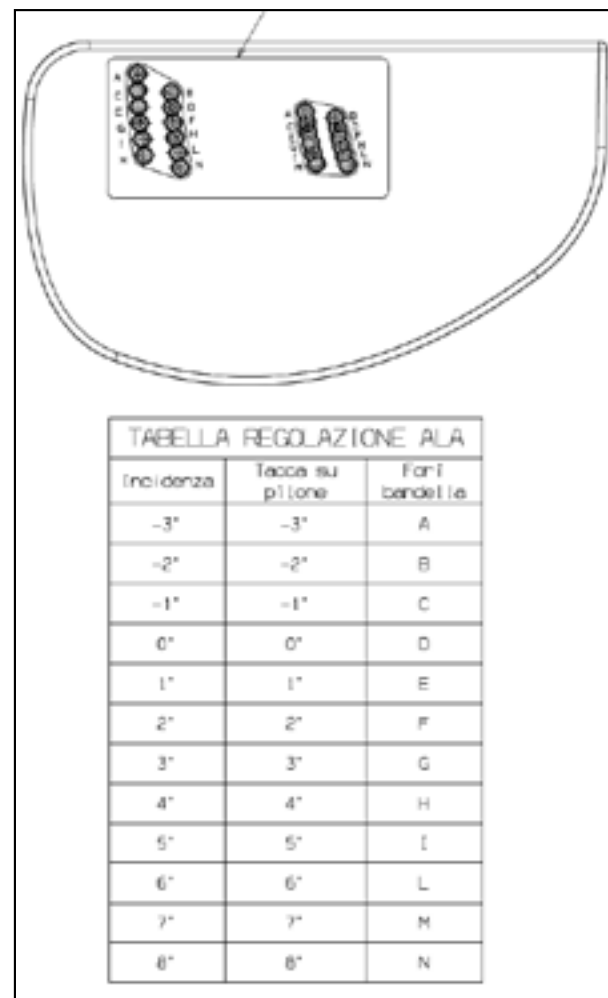 TABELLA REGOLAZIONE ALA
Incidenza Tacca su pilone Fori bandella
-3° -3° A
-2° -2° B
-1° -1° C
0° 0° D
1° 1° E
2° 2° F
3° 3° G
4° 4° H
5° 5° I
6° 6° L
7° 7° M
8° 8° N